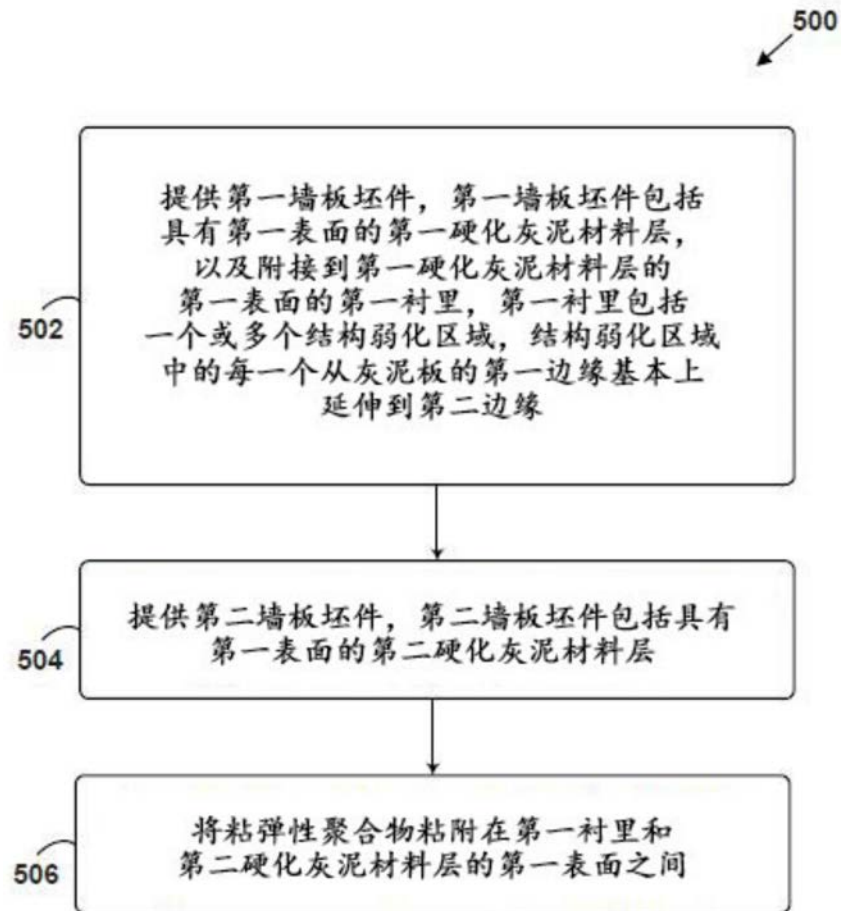 500
提供第一墙板坯件，第一墙板坯件包括
具有第一表面的第一硬化灰泥材料层，
以及附接到第一硬化灰泥材料层的
第一表面的第一衬里，第一衬里包括
一个或多个结构弱化区域，结构弱化区域
中的每一个从灰泥板的第一边缘基本上
延伸到第二边缘
502
提供第二墙板坯件，第二墙板坯件包括具有
第一表面的第二硬化灰泥材料层
504
将粘弹性聚合物粘附在第一衬里和
第二硬化灰泥材料层的第一表面之间
506